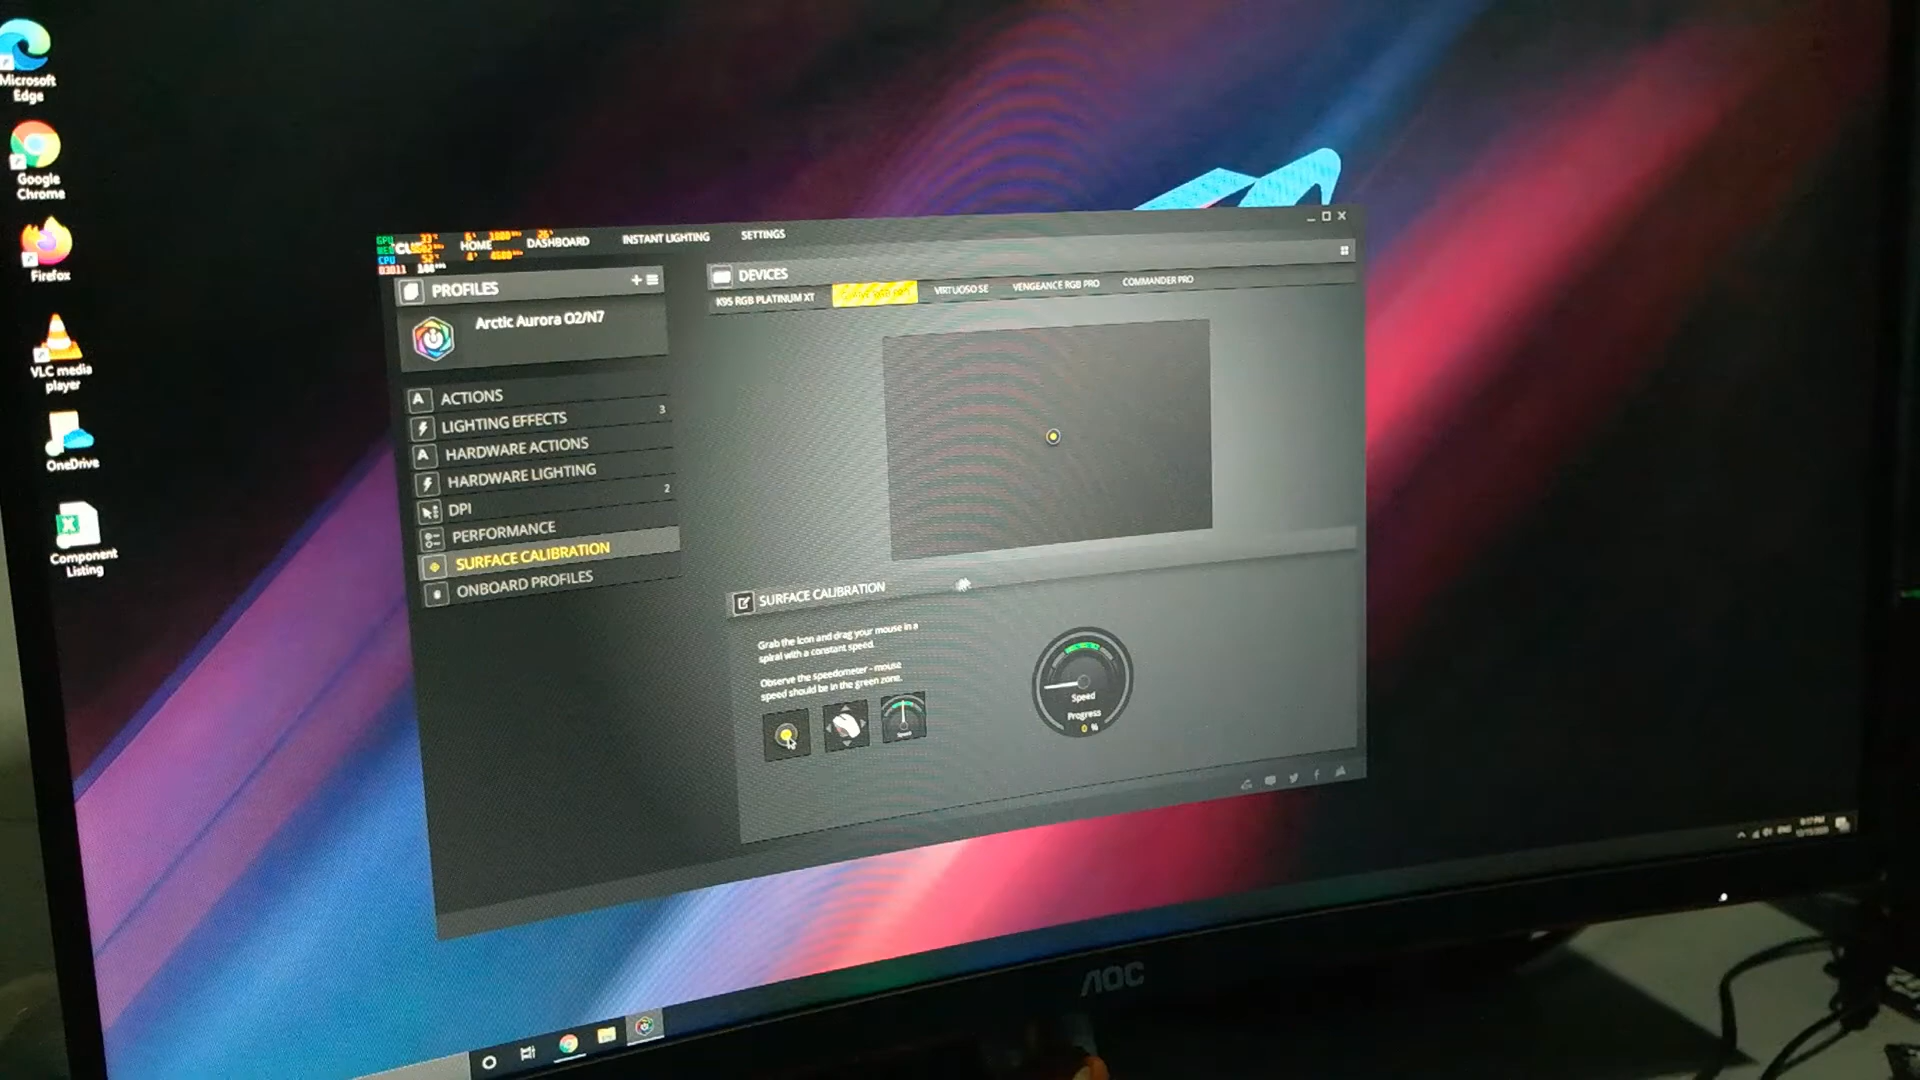 Microsoft
Edge
Google
Chrome
Firefox
VLC media
player
OneDrive
Component
Listing
HOME
DASHBOARD
INSTANT LIGHTING
SETTINGS
PROFILES
Arctic Aurora O2/N7
ACTIONS
LIGHTING EFFECTS 3
HARDWARE ACTIONS
HARDWARE LIGHTING
2
DPI
PERFORMANCE
SURFACE CALIBRATION
ONBOARD PROFILES
DEVICES
K95 RGB PLATINUM XT
VIRTUOSO SE
VENGEANCE RGB PRO
COMMANDER PRO
SURFACE CALIBRATION
Grab the icon and drag your mouse in a
spiral with a constant speed.
Observe the speedometer - mouse
speed should be in the green zone.
Speed
Progress
0 %
AOC